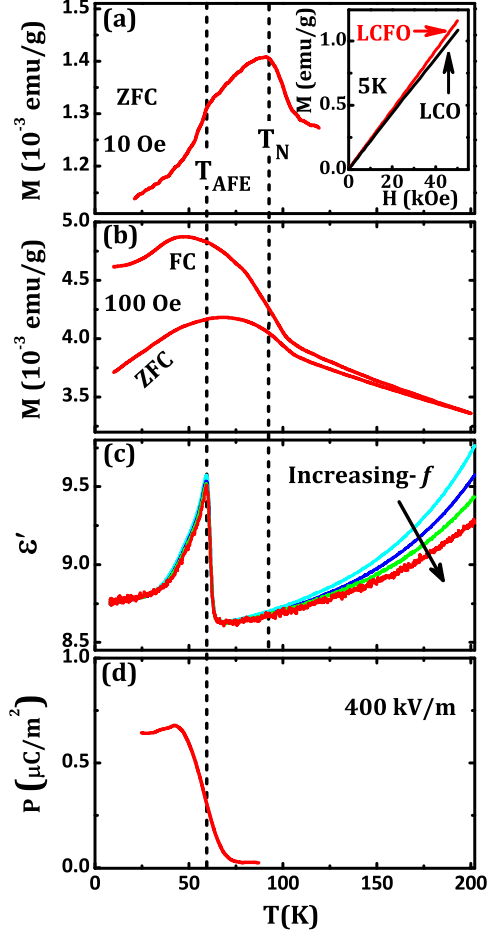 (a)
ZFC
10 Oe
T_AFE
T_N
M (10⁻³ emu/g)
1.5
1.4
1.3
1.2
LCFO
5K
LCO
M (emu/g)
1.0
0.5
0.0
0 20 40
H (kOe)
(b)
FC
100 Oe
ZFC
M (10⁻³ emu/g)
5.0
4.5
4.0
3.5
(c)
Increasing- f
ε′
9.5
9.0
8.5
(d)
400 kV/m
P (μC/m²)
1.0
0.5
0.0
0 50 100 150 200
T(K)